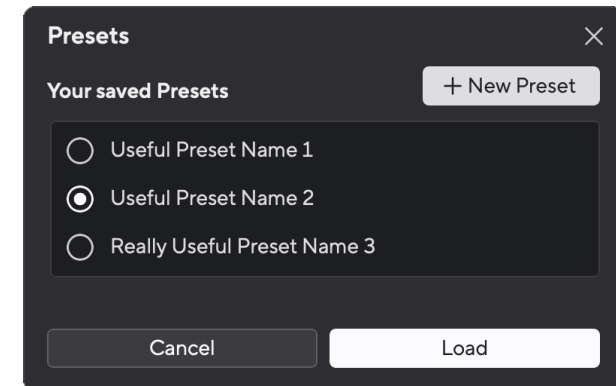 Presets
Your saved Presets
+ New Preset
Useful Preset Name 1
Useful Preset Name 2
Really Useful Preset Name 3
Cancel
Load